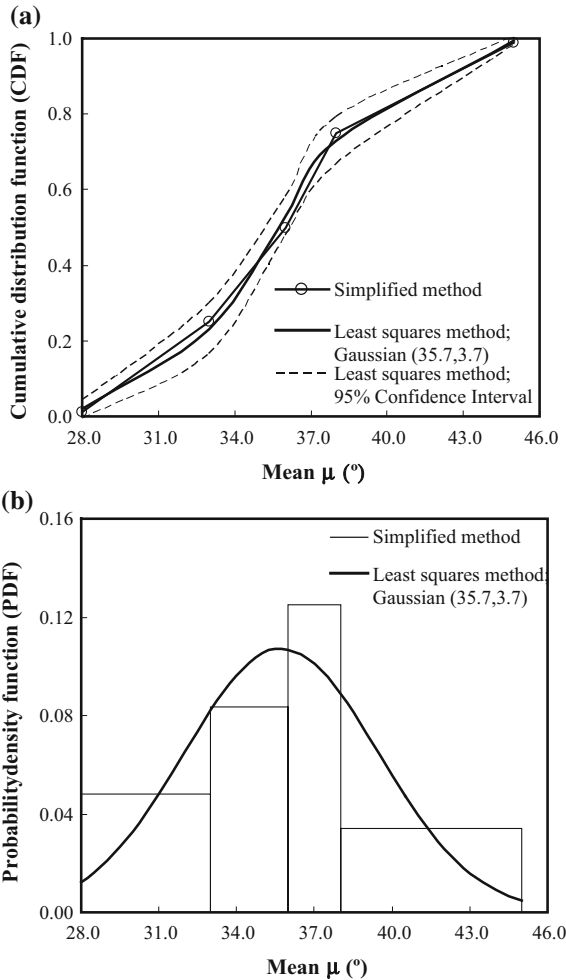 (a)
1.0
0.8
0.6
0.4
0.2
0.0
Cumulative distribution function (CDF)
Simplified method
Least squares method;
Gaussian (35.7,3.7)
Least squares method;
95% Confidence Interval
28.0 31.0 34.0 37.0 40.0 43.0 46.0
Mean μ (º)
(b)
0.16
0.12
0.08
0.04
0.00
Probabilitydensity function (PDF)
Simplified method
Least squares method;
Gaussian (35.7,3.7)
28.0 31.0 34.0 37.0 40.0 43.0 46.0
Mean μ (º)